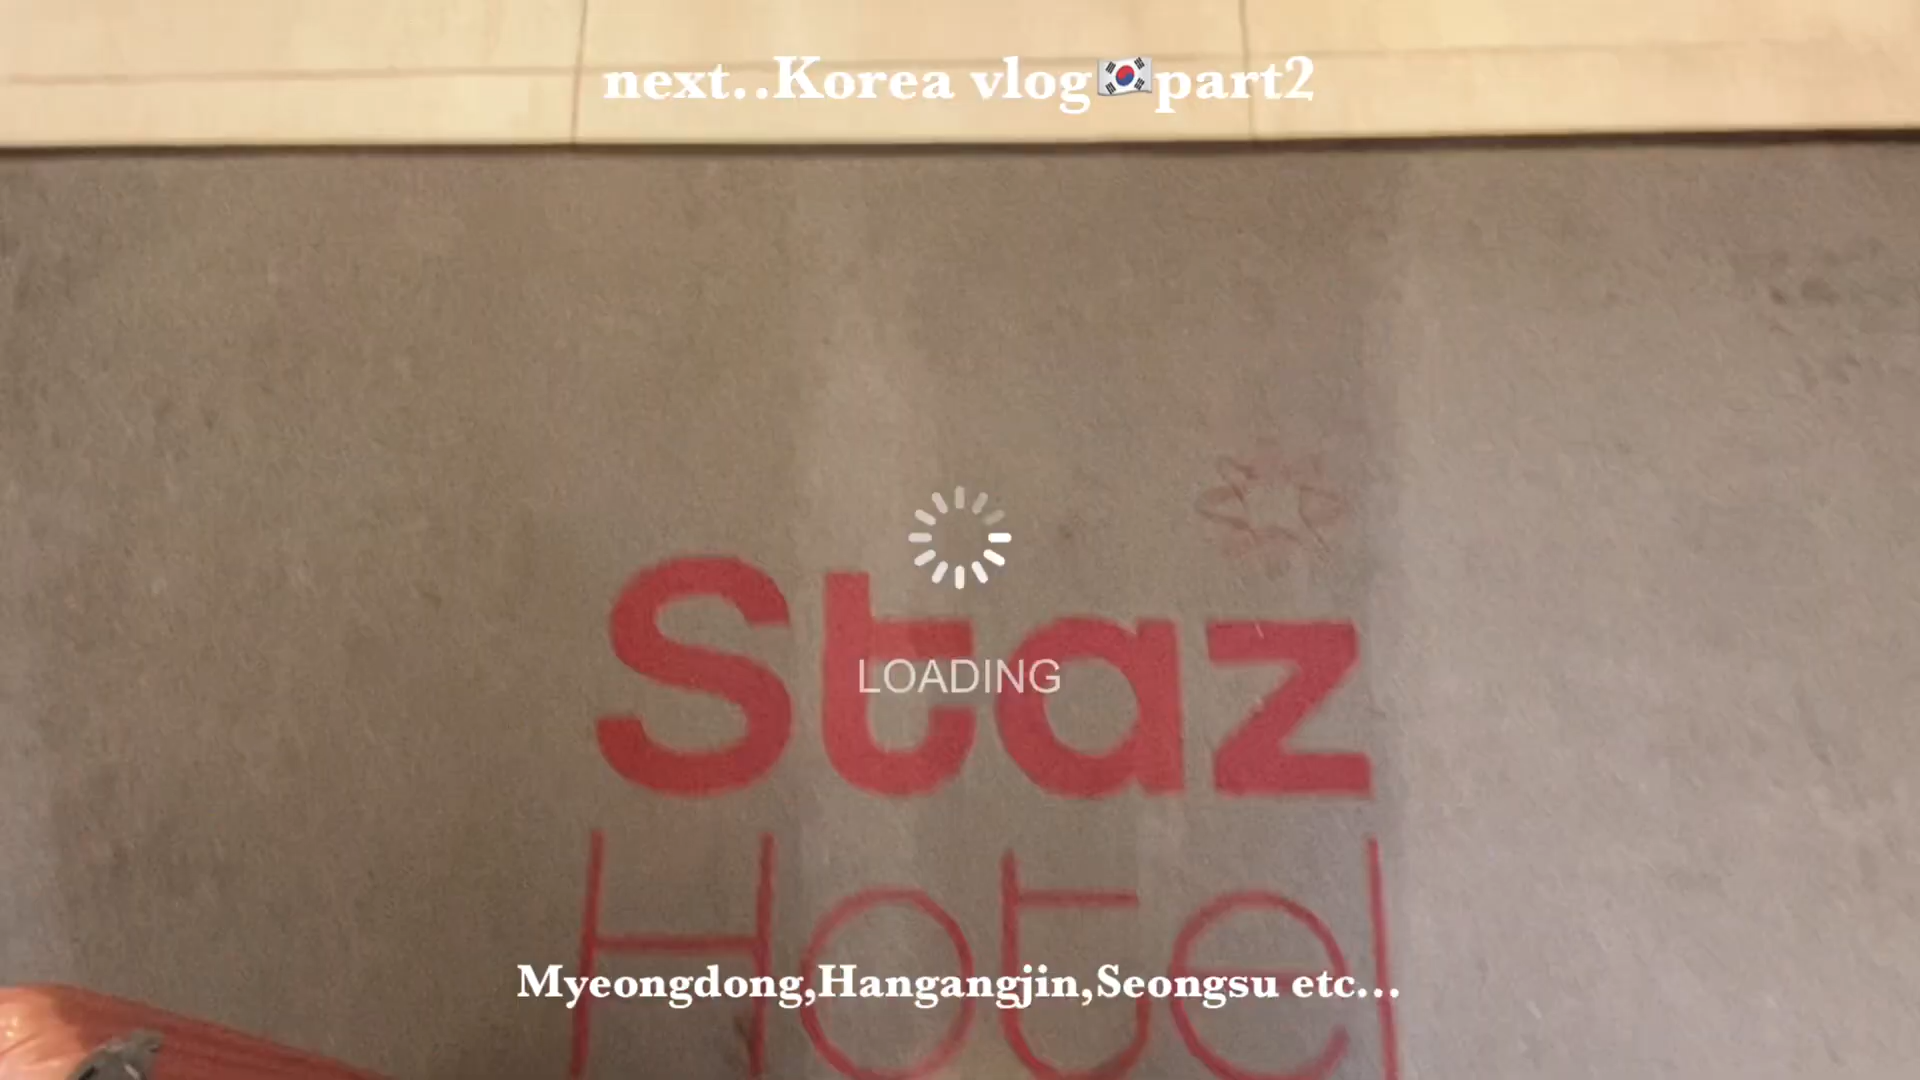 next..Korea vlog🇰🇷part2
Staz
LOADING
Hotel
Myeongdong,Hangangjin,Seongsu etc...